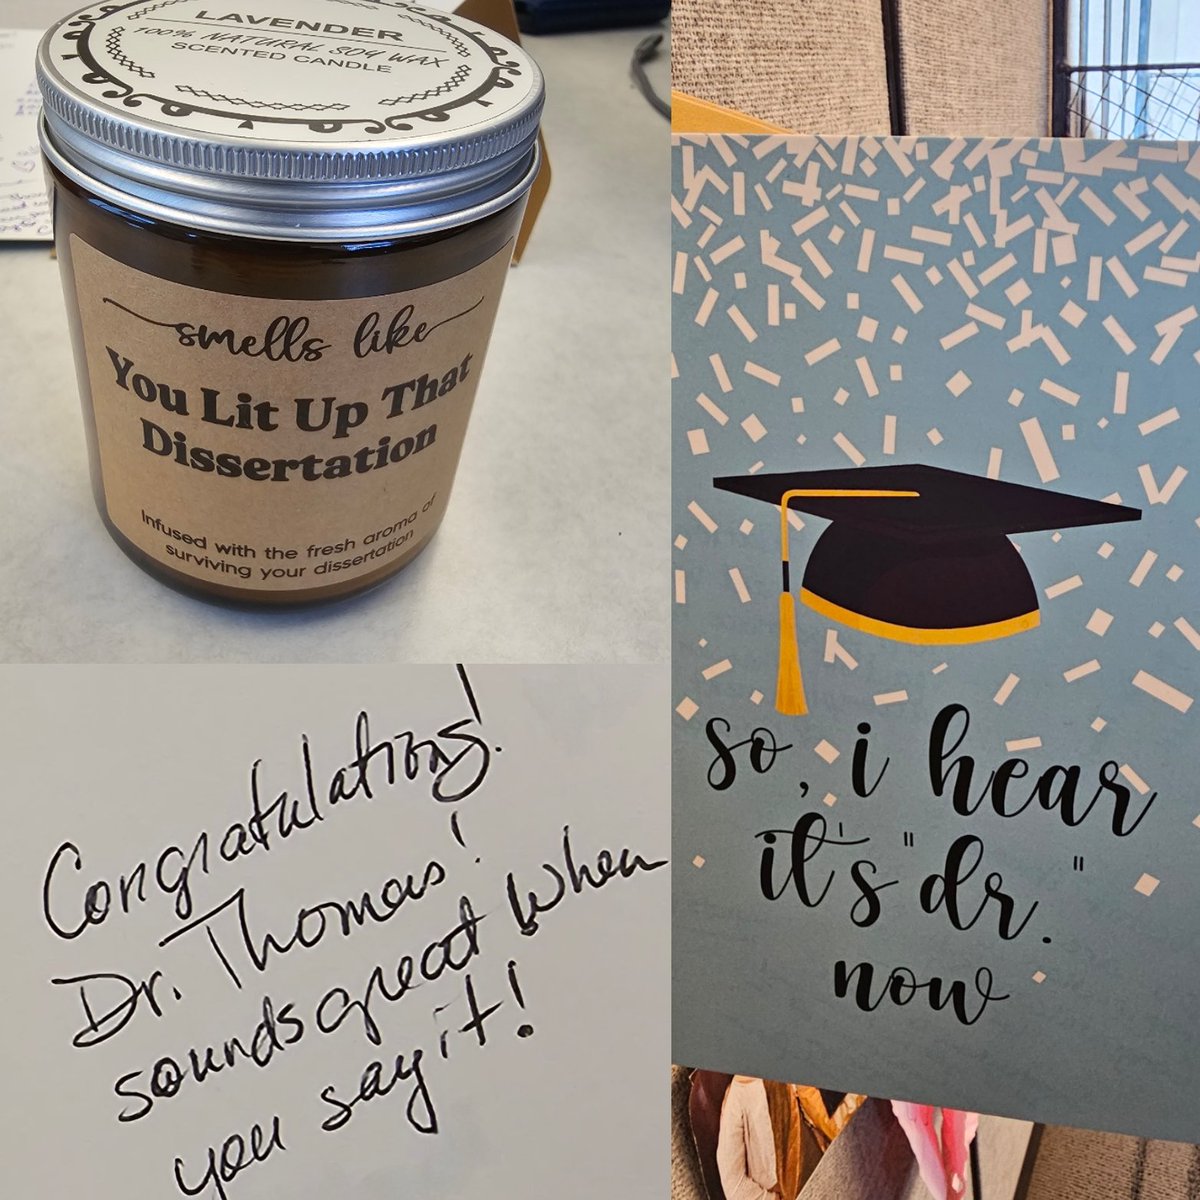 LAVENDER
100% NATURAL SOY WAX
SCENTED CANDLE
smells like
You Lit Up That
Dissertation
Infused with the fresh aroma of
surviving your dissertation
Congratulations!
Dr. Thomas!
sounds great when
you say it!
so, i hear
it's "dr."
now